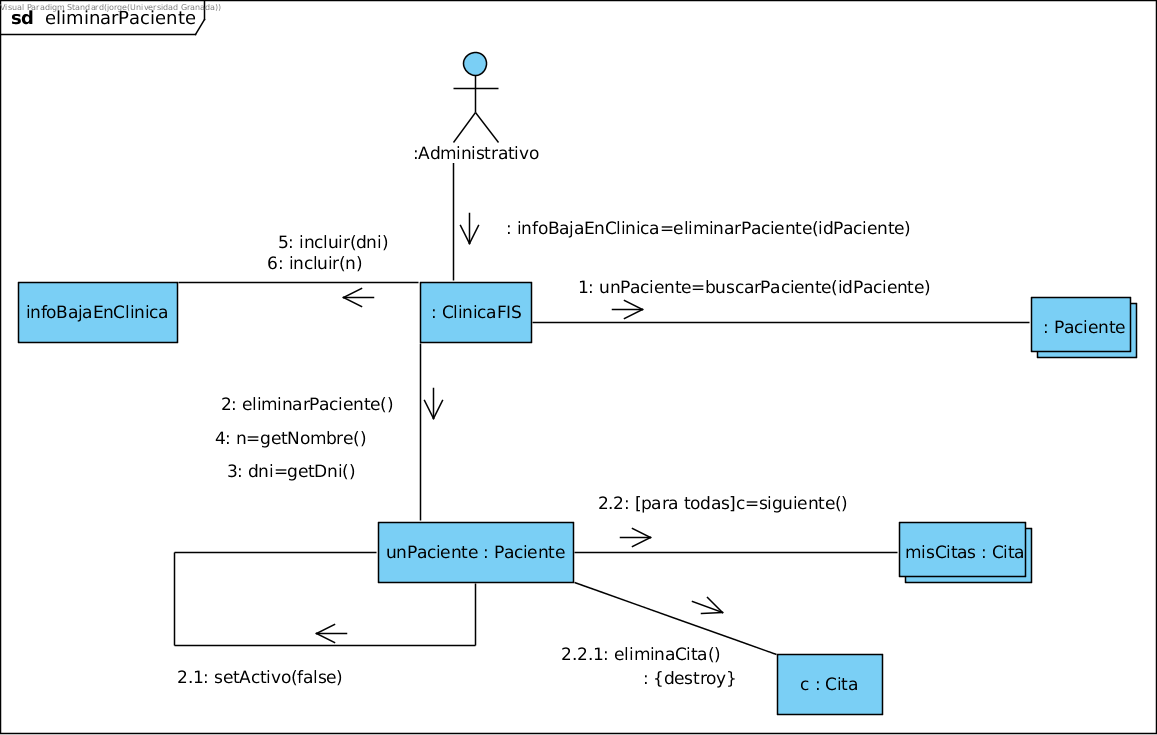 Visual Paradigm Standard(jorge(Universidad Granada))
sd eliminarPaciente
:Administrativo
: infoBajaEnClinica=eliminarPaciente(idPaciente)
5: incluir(dni)
6: incluir(n)
1: unPaciente=buscarPaciente(idPaciente)
infoBajaEnClinica
: ClinicaFIS
: Paciente
2: eliminarPaciente()
4: n=getNombre()
3: dni=getDni()
2.2: [para todas]c=siguiente()
unPaciente : Paciente
misCitas : Cita
2.2.1: eliminaCita()
: {destroy}
2.1: setActivo(false)
c : Cita